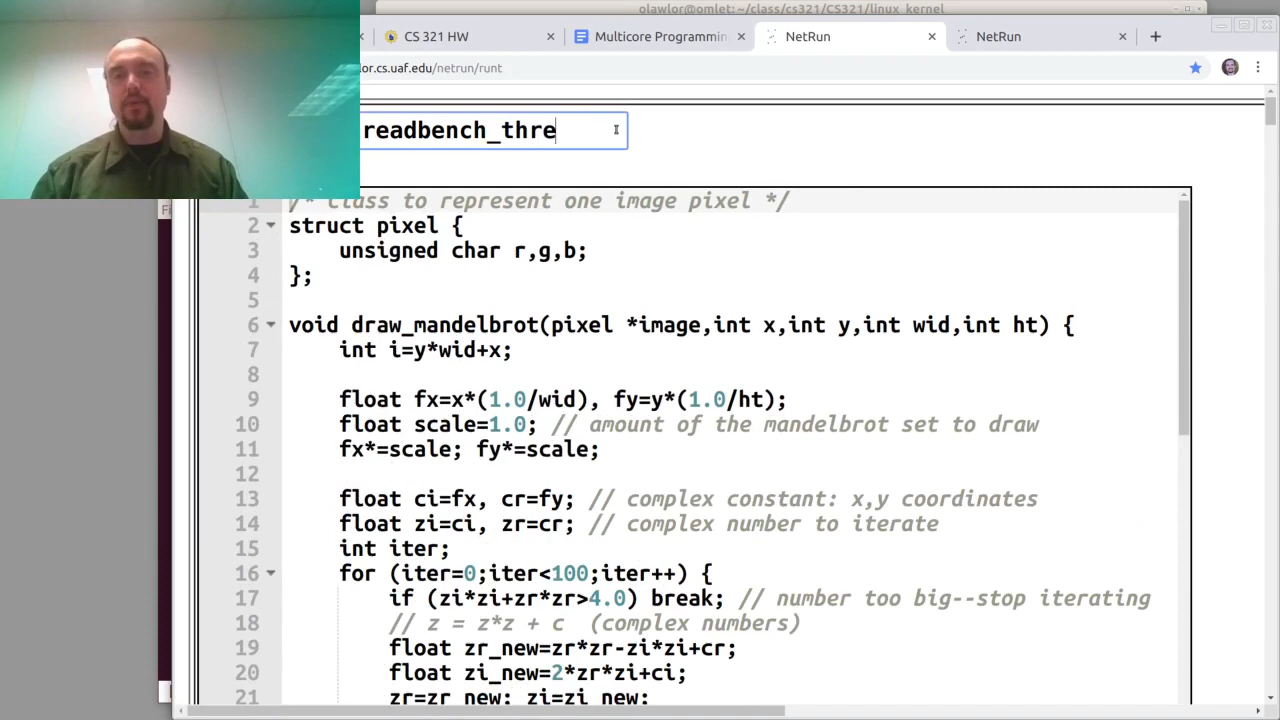 olawlor@omlet: ~/class/cs321/CS321/linux_kernel
CS 321 HW
Multicore Programmin
NetRun
NetRun
lor.cs.uaf.edu/netrun/runt
readbench_thre
1 /* Class to represent one image pixel */
2 struct pixel {
3 unsigned char r,g,b;
4 };
5
6 void draw_mandelbrot(pixel *image,int x,int y,int wid,int ht) {
7 int i=y*wid+x;
8
9 float fx=x*(1.0/wid), fy=y*(1.0/ht);
10 float scale=1.0; // amount of the mandelbrot set to draw
11 fx*=scale; fy*=scale;
12
13 float ci=fx, cr=fy; // complex constant: x,y coordinates
14 float zi=ci, zr=cr; // complex number to iterate
15 int iter;
16 for (iter=0;iter<100;iter++) {
17 if (zi*zi+zr*zr>4.0) break; // number too big--stop iterating
18 // z = z*z + c (complex numbers)
19 float zr_new=zr*zr-zi*zi+cr;
20 float zi_new=2*zr*zi+ci;
21 zr=zr_new; zi=zi_new;